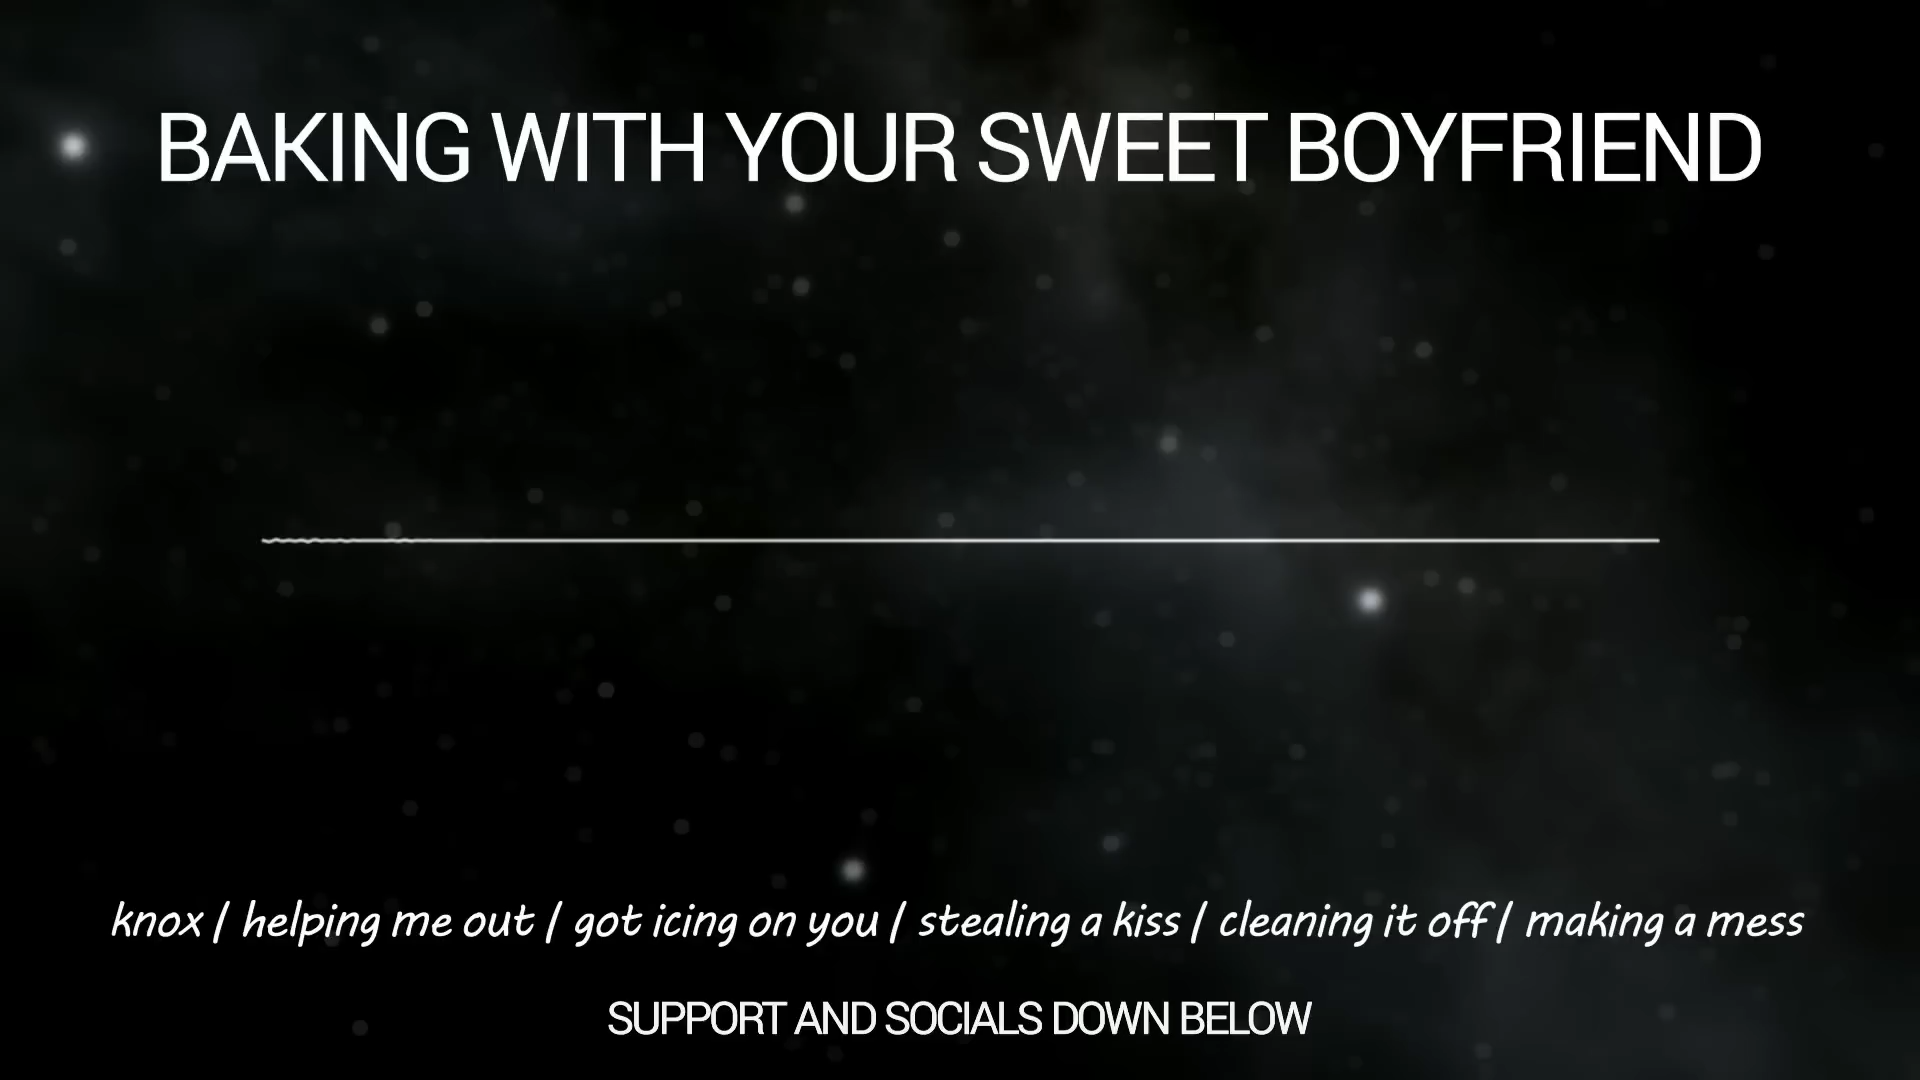 BAKING WITH YOUR SWEET BOYFRIEND
knox / helping me out / got icing on you / stealing a kiss / cleaning it off / making a mess
SUPPORT AND SOCIALS DOWN BELOW